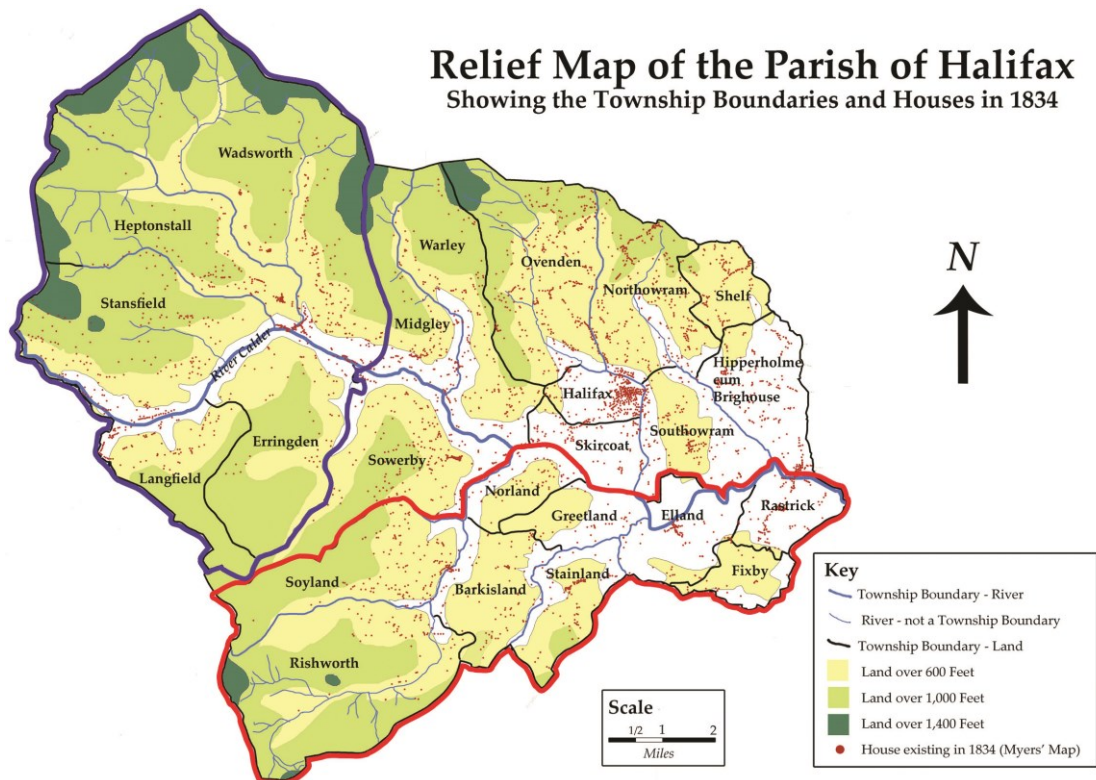 Relief Map of the Parish of Halifax
Showing the Township Boundaries and Houses in 1834
Wadsworth
Heptonstall
Warley
Ovenden
Northowram
Shelf
Stansfield
Midgley
River Calder
Hipperholme
cum
Brighouse
Halifax
Southowram
Erringden
Skircoat
Langfield
Sowerby
Norland
Greetland
Elland
Rastrick
Soyland
Barkisland
Stainland
Fixby
Rishworth
N
Key
Township Boundary - River
River - not a Township Boundary
Township Boundary - Land
Land over 600 Feet
Land over 1,000 Feet
Land over 1,400 Feet
House existing in 1834 (Myers' Map)
Scale
1/2 1 2
Miles